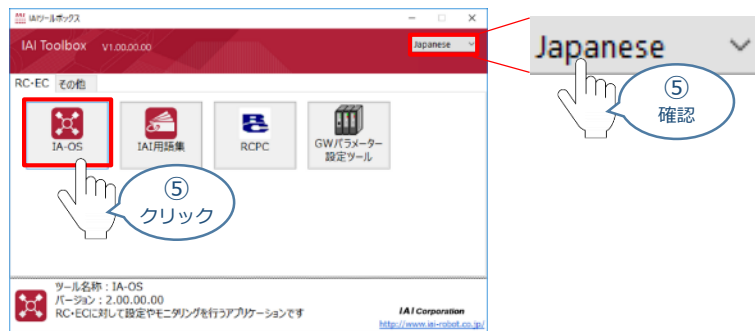 IAIツールボックス
IAI Toolbox V1.00.00.00
Japanese
Japanese
⑤
確認
RC・EC その他
IA-OS
IAI用語集
RCPC
GWパラメーター
設定ツール
⑤
クリック
ツール名称：IA-OS
バージョン：2.00.00.00
RC・ECに対して設定やモニタリングを行うアプリケーションです
IAI Corporation
http://www.iai-robot.co.jp/